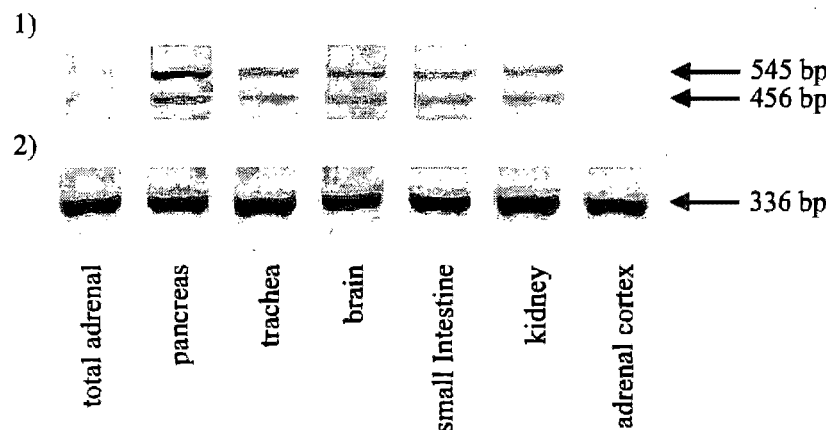 1)
545 bp
456 bp
2)
336 bp
total adrenal
pancreas
trachea
brain
small Intestine
kidney
adrenal cortex